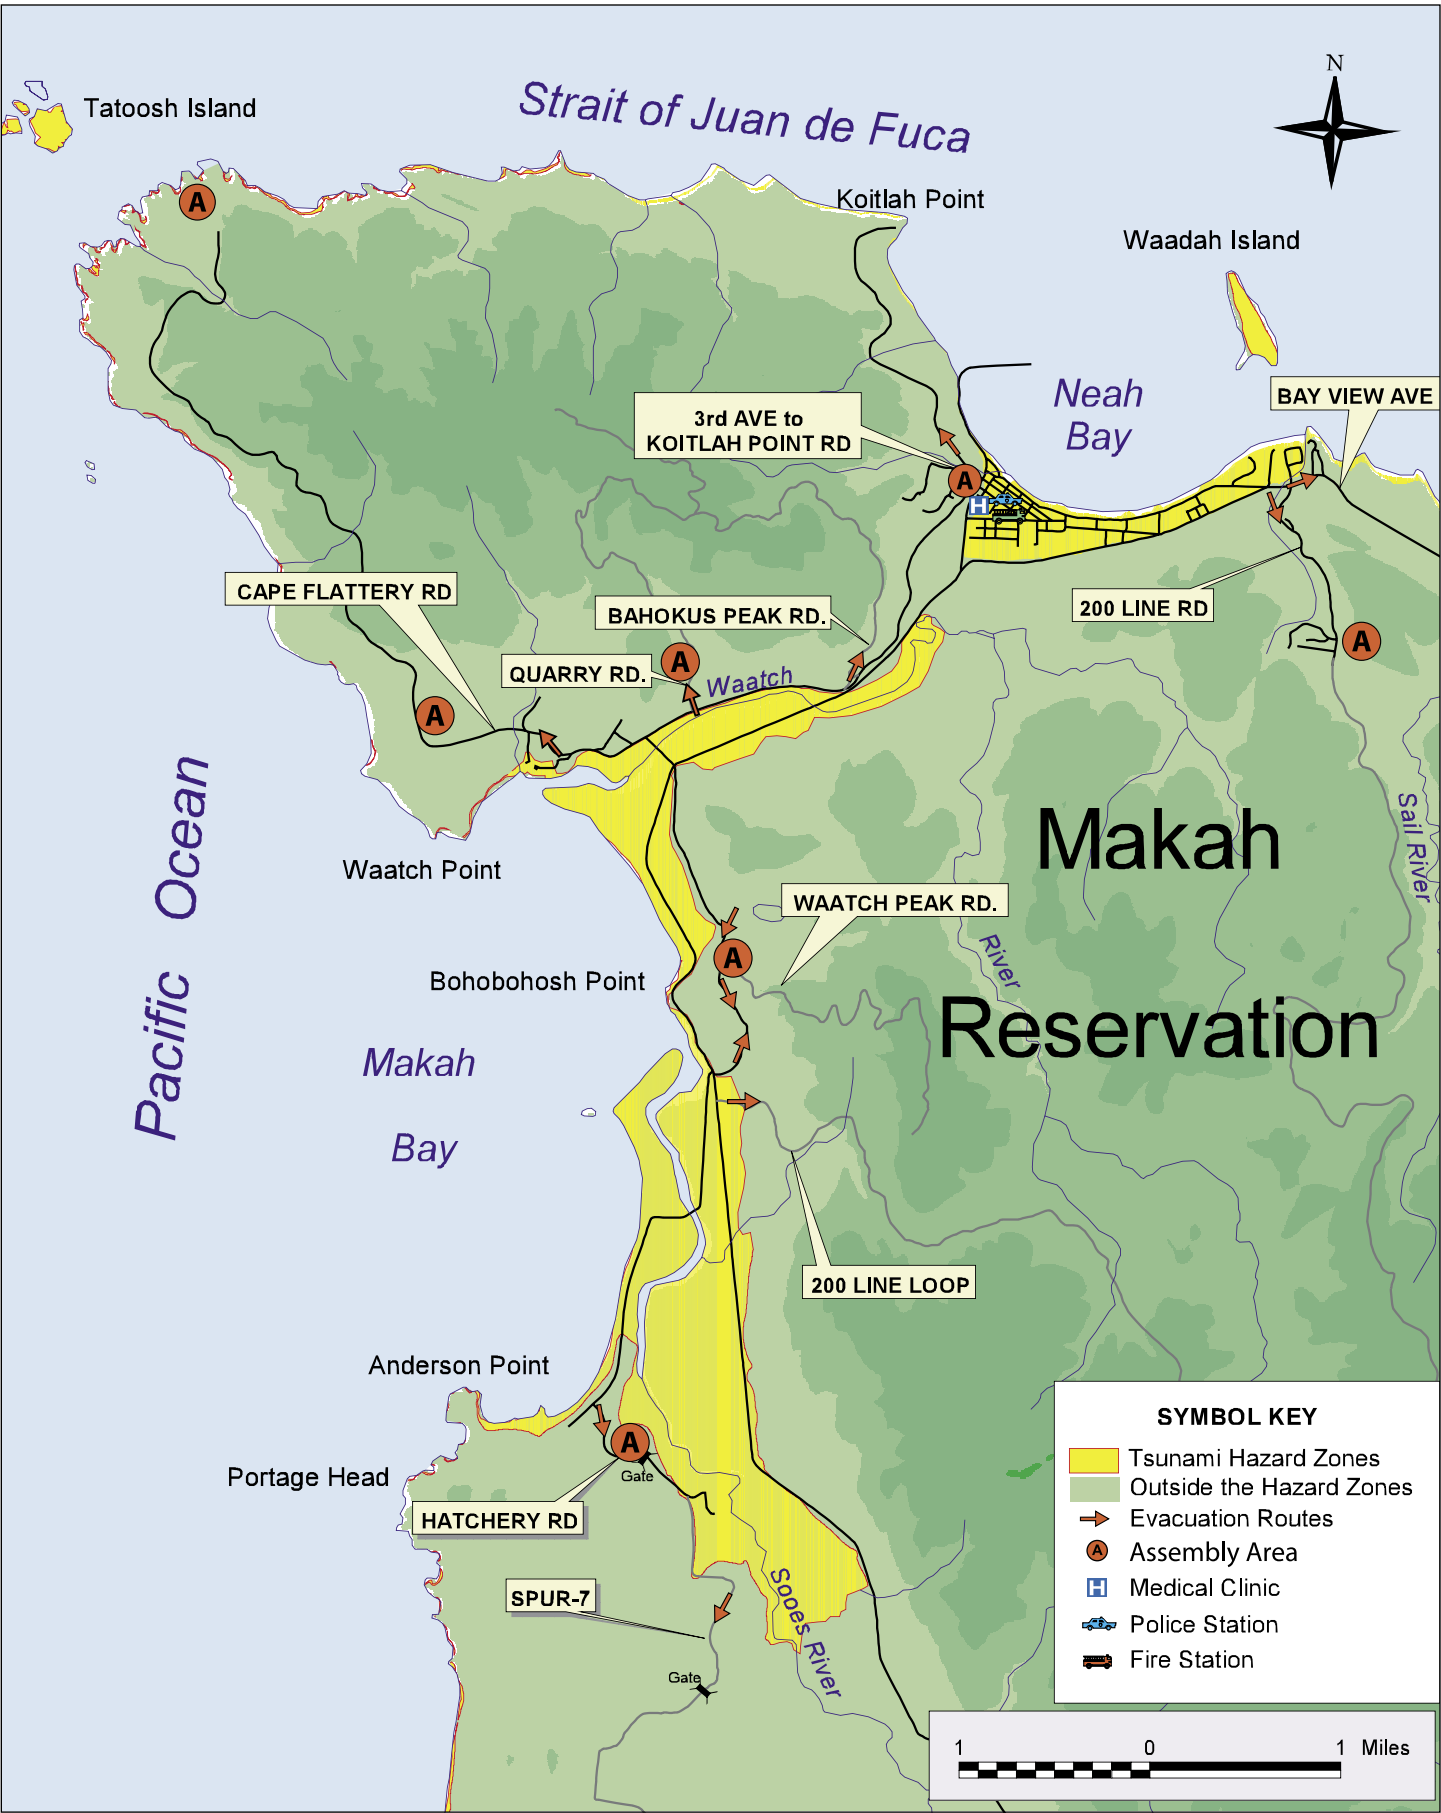 N
Tatoosh Island
Strait of Juan de Fuca
A
Koitlah Point
Waadah Island
Neah
Bay
BAY VIEW AVE
3rd AVE to
KOITLAH POINT RD
A
H
CAPE FLATTERY RD
BAHOKUS PEAK RD.
200 LINE RD
A
QUARRY RD.
A
Waatch
A
Pacific Ocean
Waatch Point
Makah
Sail River
WAATCH PEAK RD.
A
River
Bohobohosh Point
Reservation
Makah
Bay
200 LINE LOOP
Anderson Point
A
Gate
Portage Head
HATCHERY RD
SPUR-7
Sooes River
Gate
SYMBOL KEY
Tsunami Hazard Zones
Outside the Hazard Zones
Evacuation Routes
A Assembly Area
H Medical Clinic
Police Station
Fire Station
1 0 1 Miles